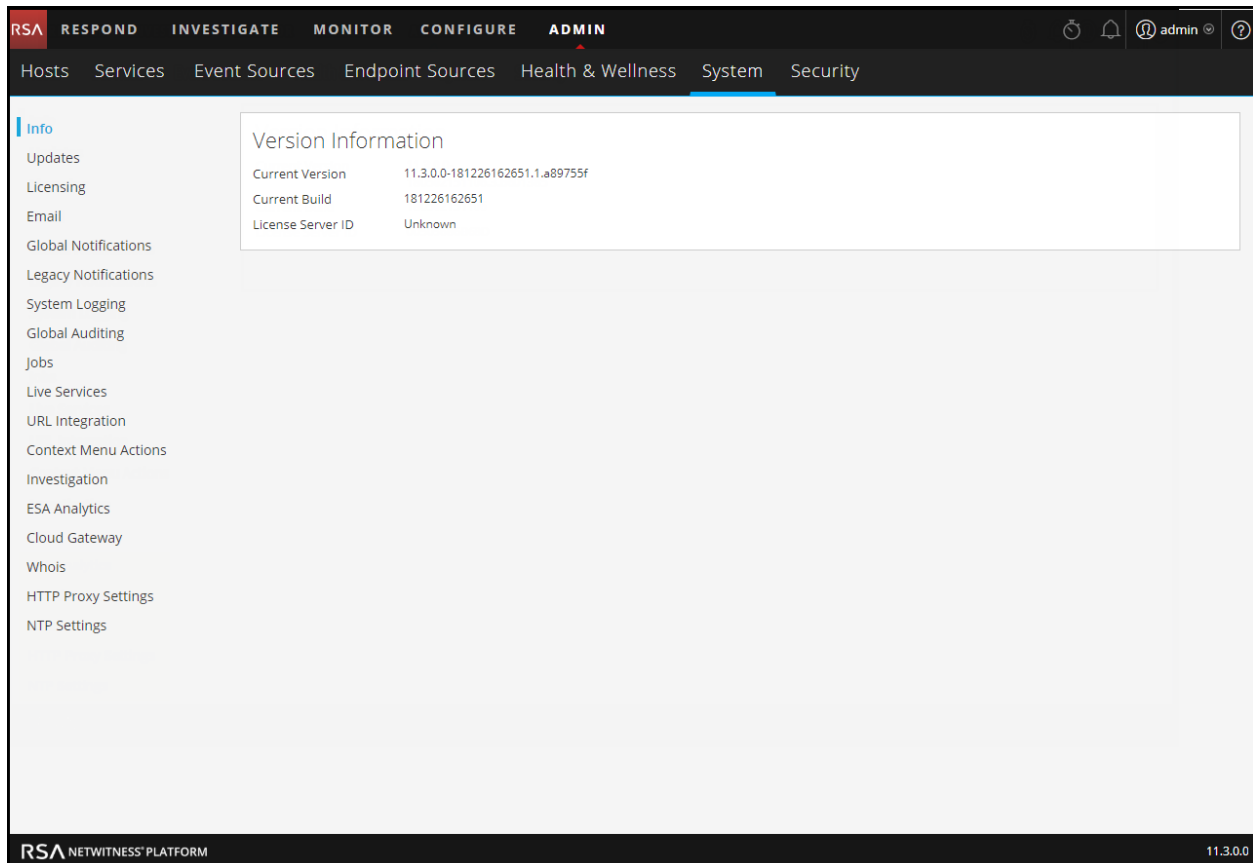 RSA RESPOND INVESTIGATE MONITOR CONFIGURE ADMIN admin ?
Hosts Services Event Sources Endpoint Sources Health & Wellness System Security
Info
Updates
Licensing
Email
Global Notifications
Legacy Notifications
System Logging
Global Auditing
Jobs
Live Services
URL Integration
Context Menu Actions
Investigation
ESA Analytics
Cloud Gateway
Whois
HTTP Proxy Settings
NTP Settings
Version Information
Current Version 11.3.0.0-181226162651.1.a89755f
Current Build 181226162651
License Server ID Unknown
RSA NETWITNESS® PLATFORM 11.3.0.0